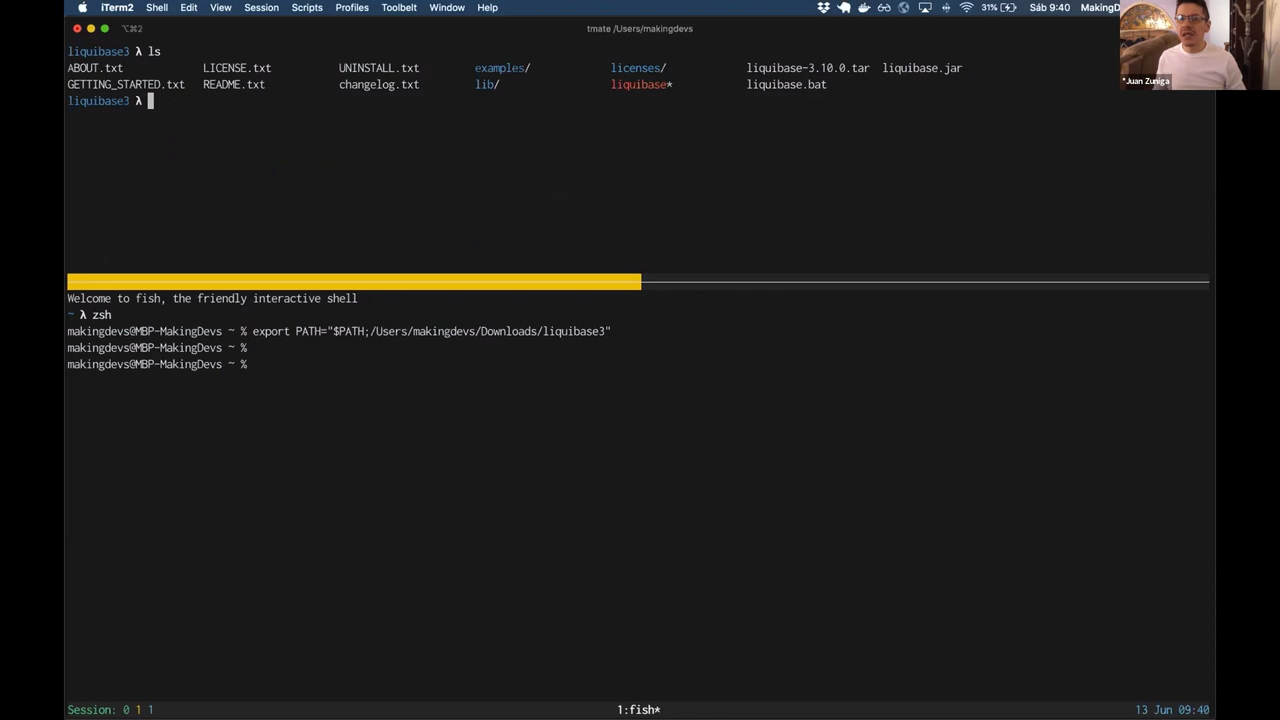 iTerm2 Shell Edit View Session Scripts Profiles Toolbelt Window Help 31% Sáb 9:40 MakingD
*Juan Zuniga
⌥⌘2 tmate /Users/makingdevs
liquibase3 λ ls
ABOUT.txt LICENSE.txt UNINSTALL.txt examples/ licenses/ liquibase-3.10.0.tar liquibase.jar
GETTING_STARTED.txt README.txt changelog.txt lib/ liquibase* liquibase.bat
liquibase3 λ
Welcome to fish, the friendly interactive shell
~ λ zsh
makingdevs@MBP-MakingDevs ~ % export PATH="$PATH;/Users/makingdevs/Downloads/liquibase3"
makingdevs@MBP-MakingDevs ~ %
makingdevs@MBP-MakingDevs ~ %
Session: 0 1 1 1:fish* 13 Jun 09:40